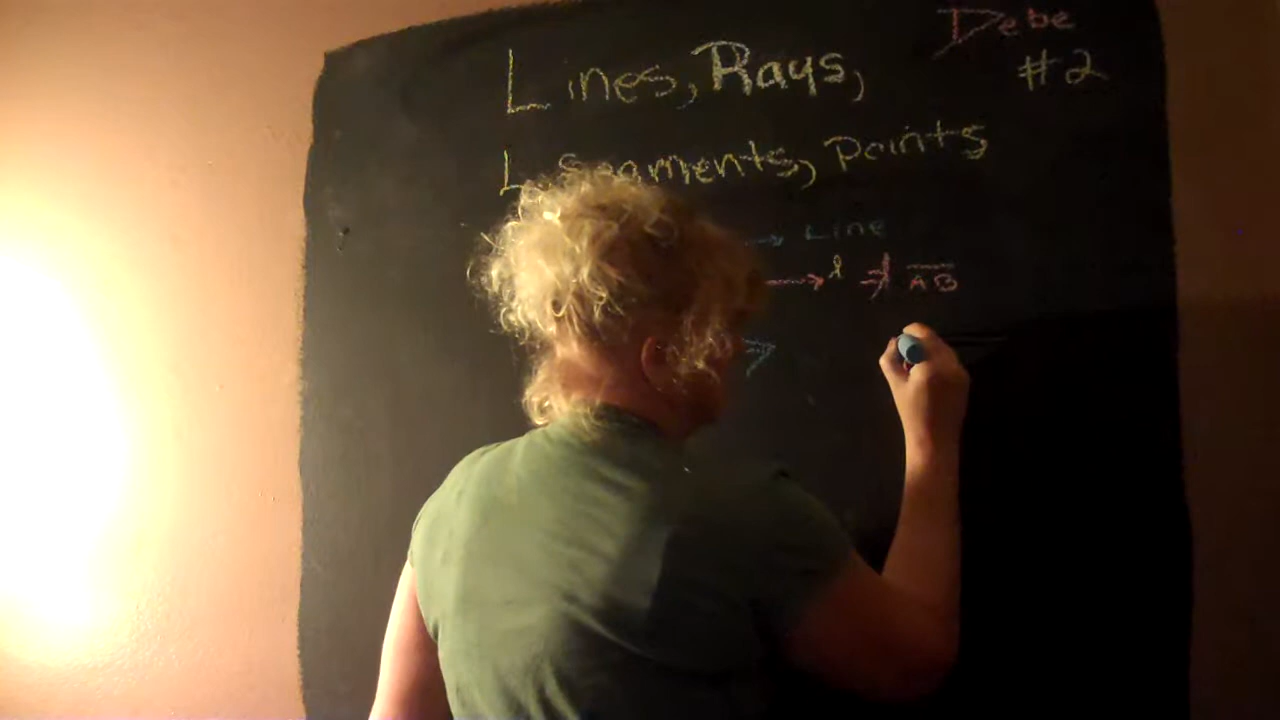 Debe
#2
Lines, Rays,
L. Segments, Points
→ Line
→ l → AB